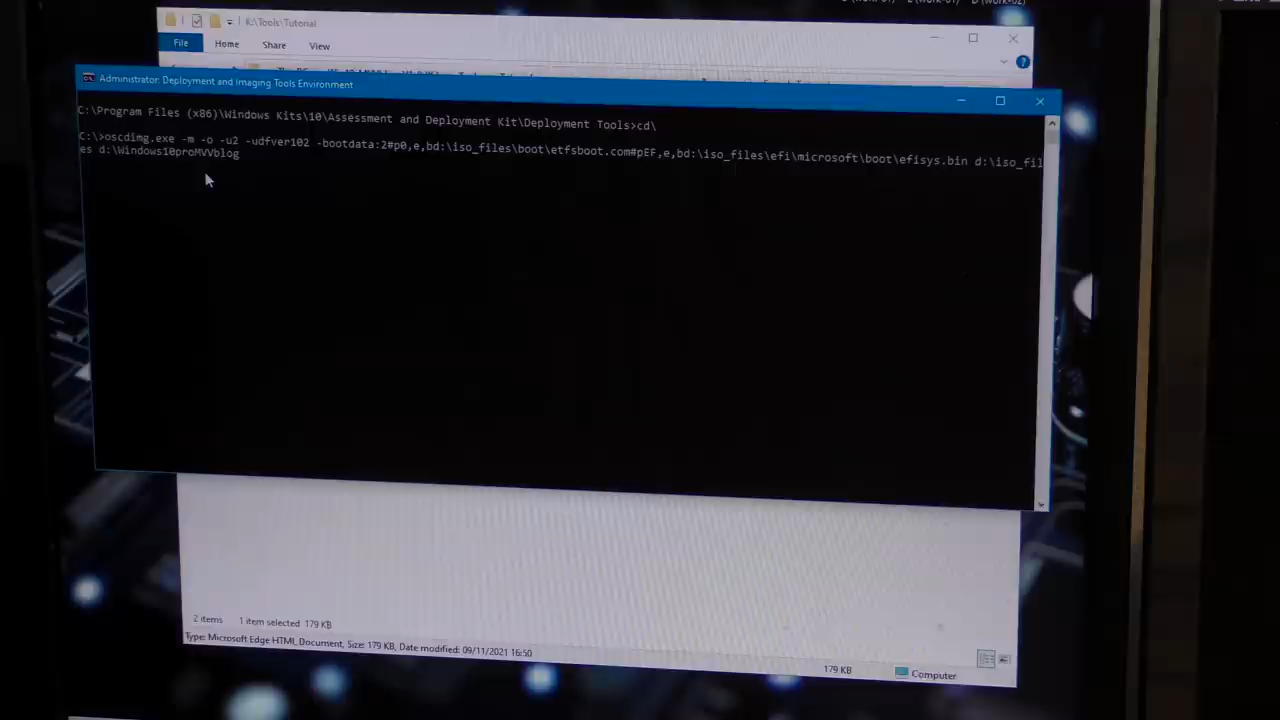 K:\Tools\Tutorial
File Home Share View
Administrator: Deployment and Imaging Tools Environment
C:\Program Files (x86)\Windows Kits\10\Assessment and Deployment Kit\Deployment Tools>cd\
C:\>oscdimg.exe -m -o -u2 -udfver102 -bootdata:2#p0,e,bd:\iso_files\boot\etfsboot.com#pEF,e,bd:\iso_files\efi\microsoft\boot\efisys.bin d:\iso_fil
es d:\Windows10proMVVblog
2 items 1 item selected 179 KB
Type: Microsoft Edge HTML Document, Size: 179 KB, Date modified: 09/11/2021 16:50
179 KB Computer